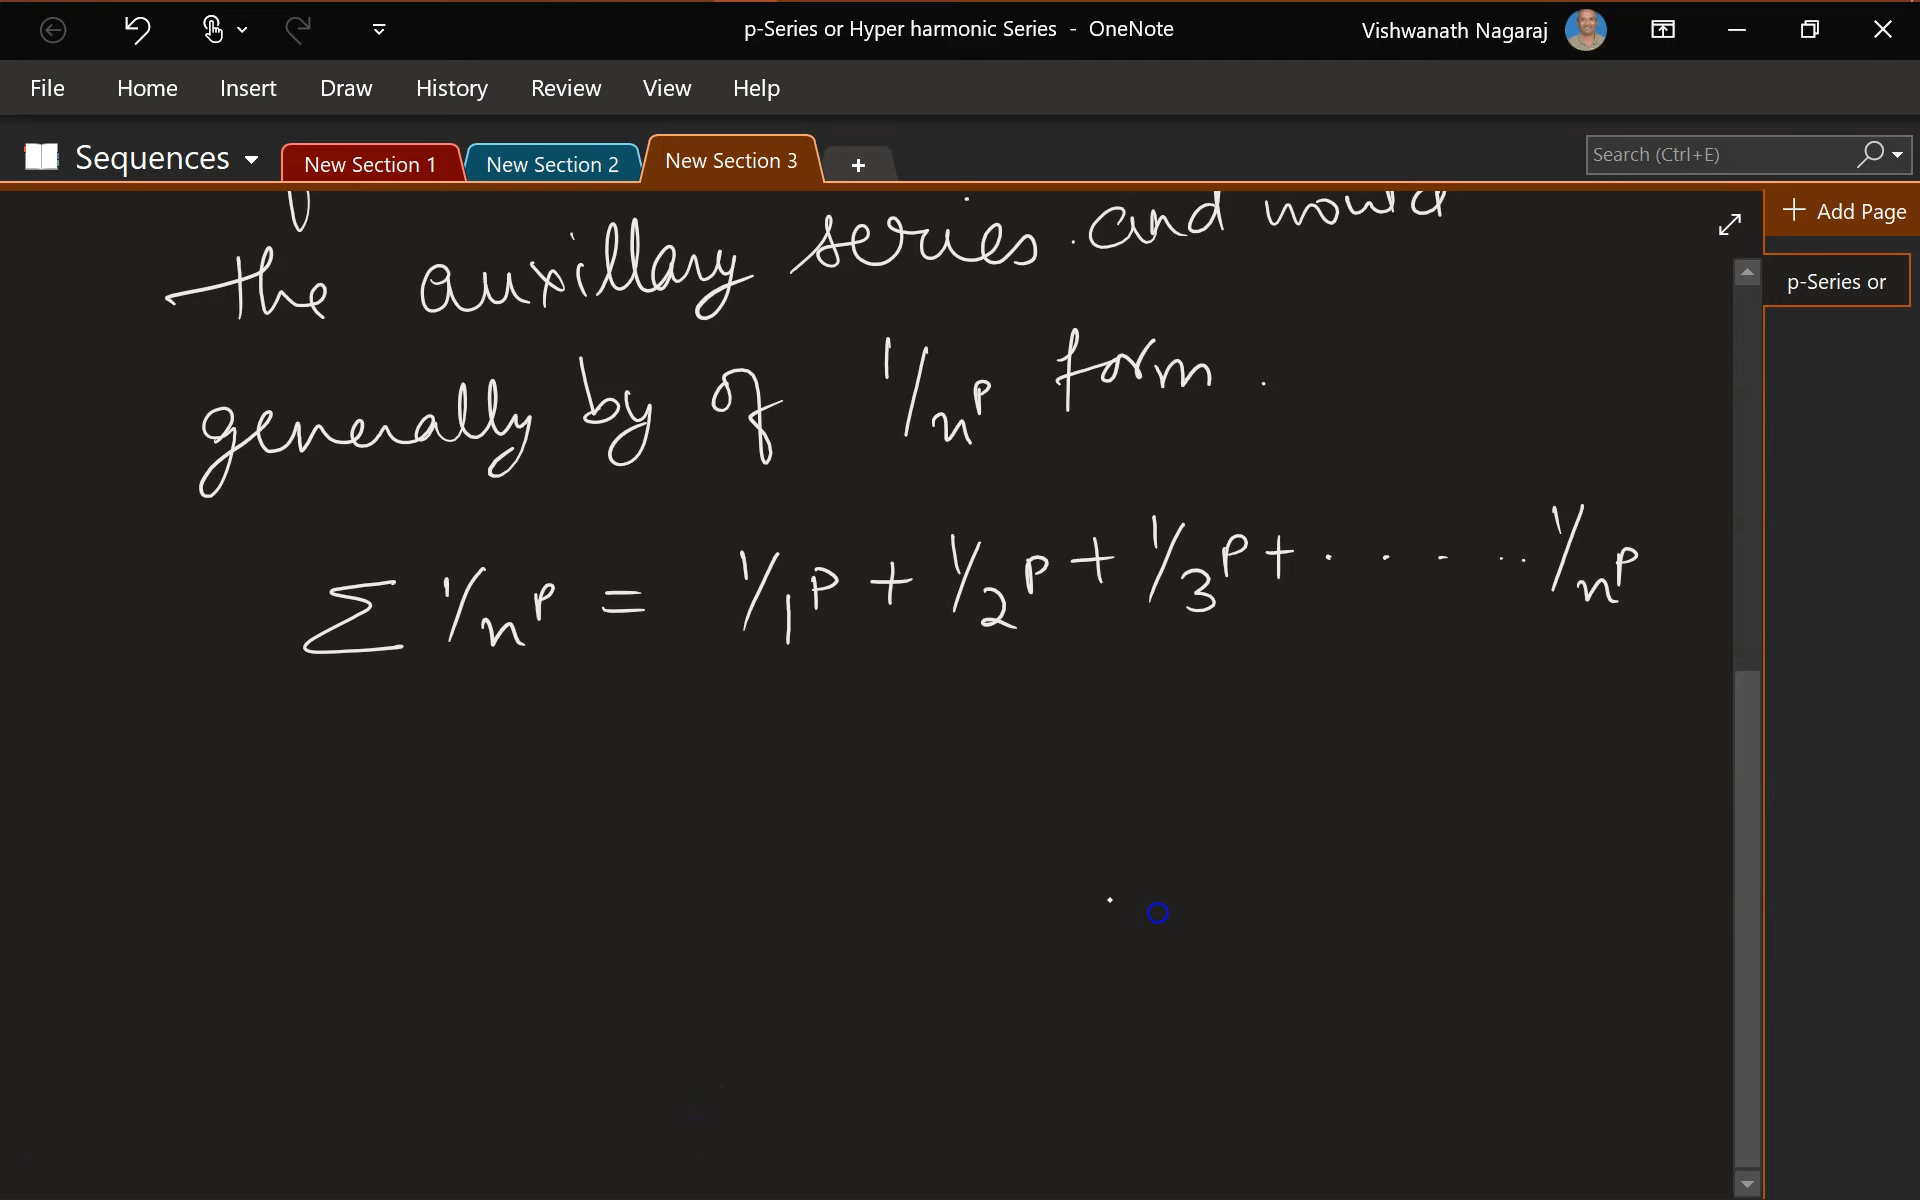 p-Series or Hyper harmonic Series - OneNote
Vishwanath Nagaraj
File Home Insert Draw History Review View Help
Sequences
New Section 1 New Section 2 New Section 3 +
Search (Ctrl+E)
+ Add Page
p-Series or
the auxillary series. and would
generally by of 1/n^p form.
∑ 1/n^p = 1/1^p + 1/2^p + 1/3^p + ...... 1/n^p